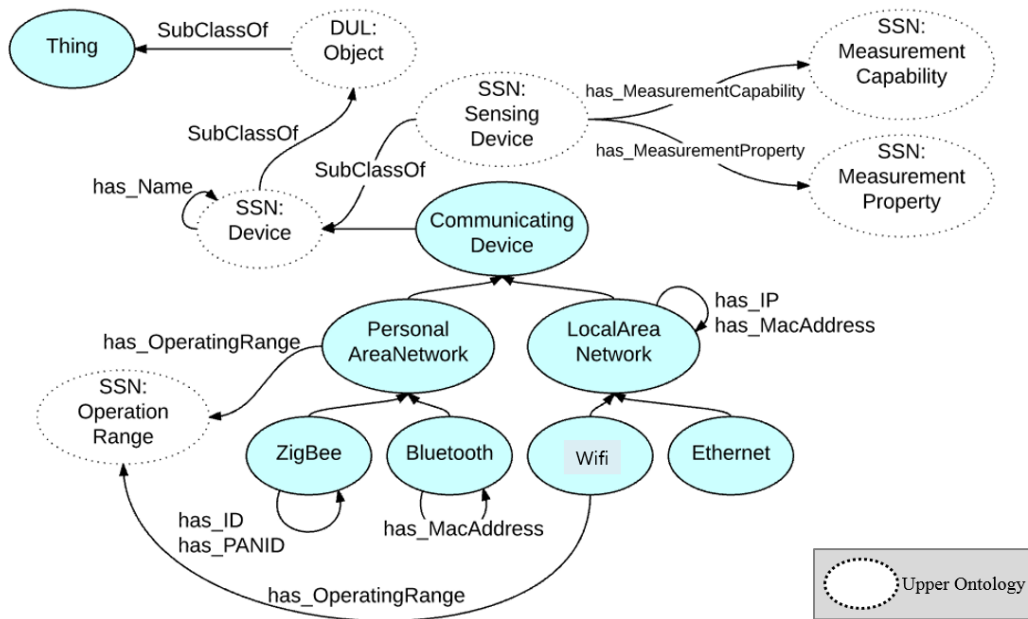 Thing
SubClassOf
DUL:
Object
SSN:
Measurement
Capability
has_MeasurementCapability
SSN:
Sensing
Device
SubClassOf
has_MeasurementProperty
SSN:
Measurement
Property
SubClassOf
has_Name
SSN:
Device
Communicating
Device
has_IP
has_MacAddress
Personal
AreaNetwork
LocalArea
Network
has_OperatingRange
SSN:
Operation
Range
ZigBee
Bluetooth
Wifi
Ethernet
has_ID
has_PANID
has_MacAddress
has_OperatingRange
Upper Ontology